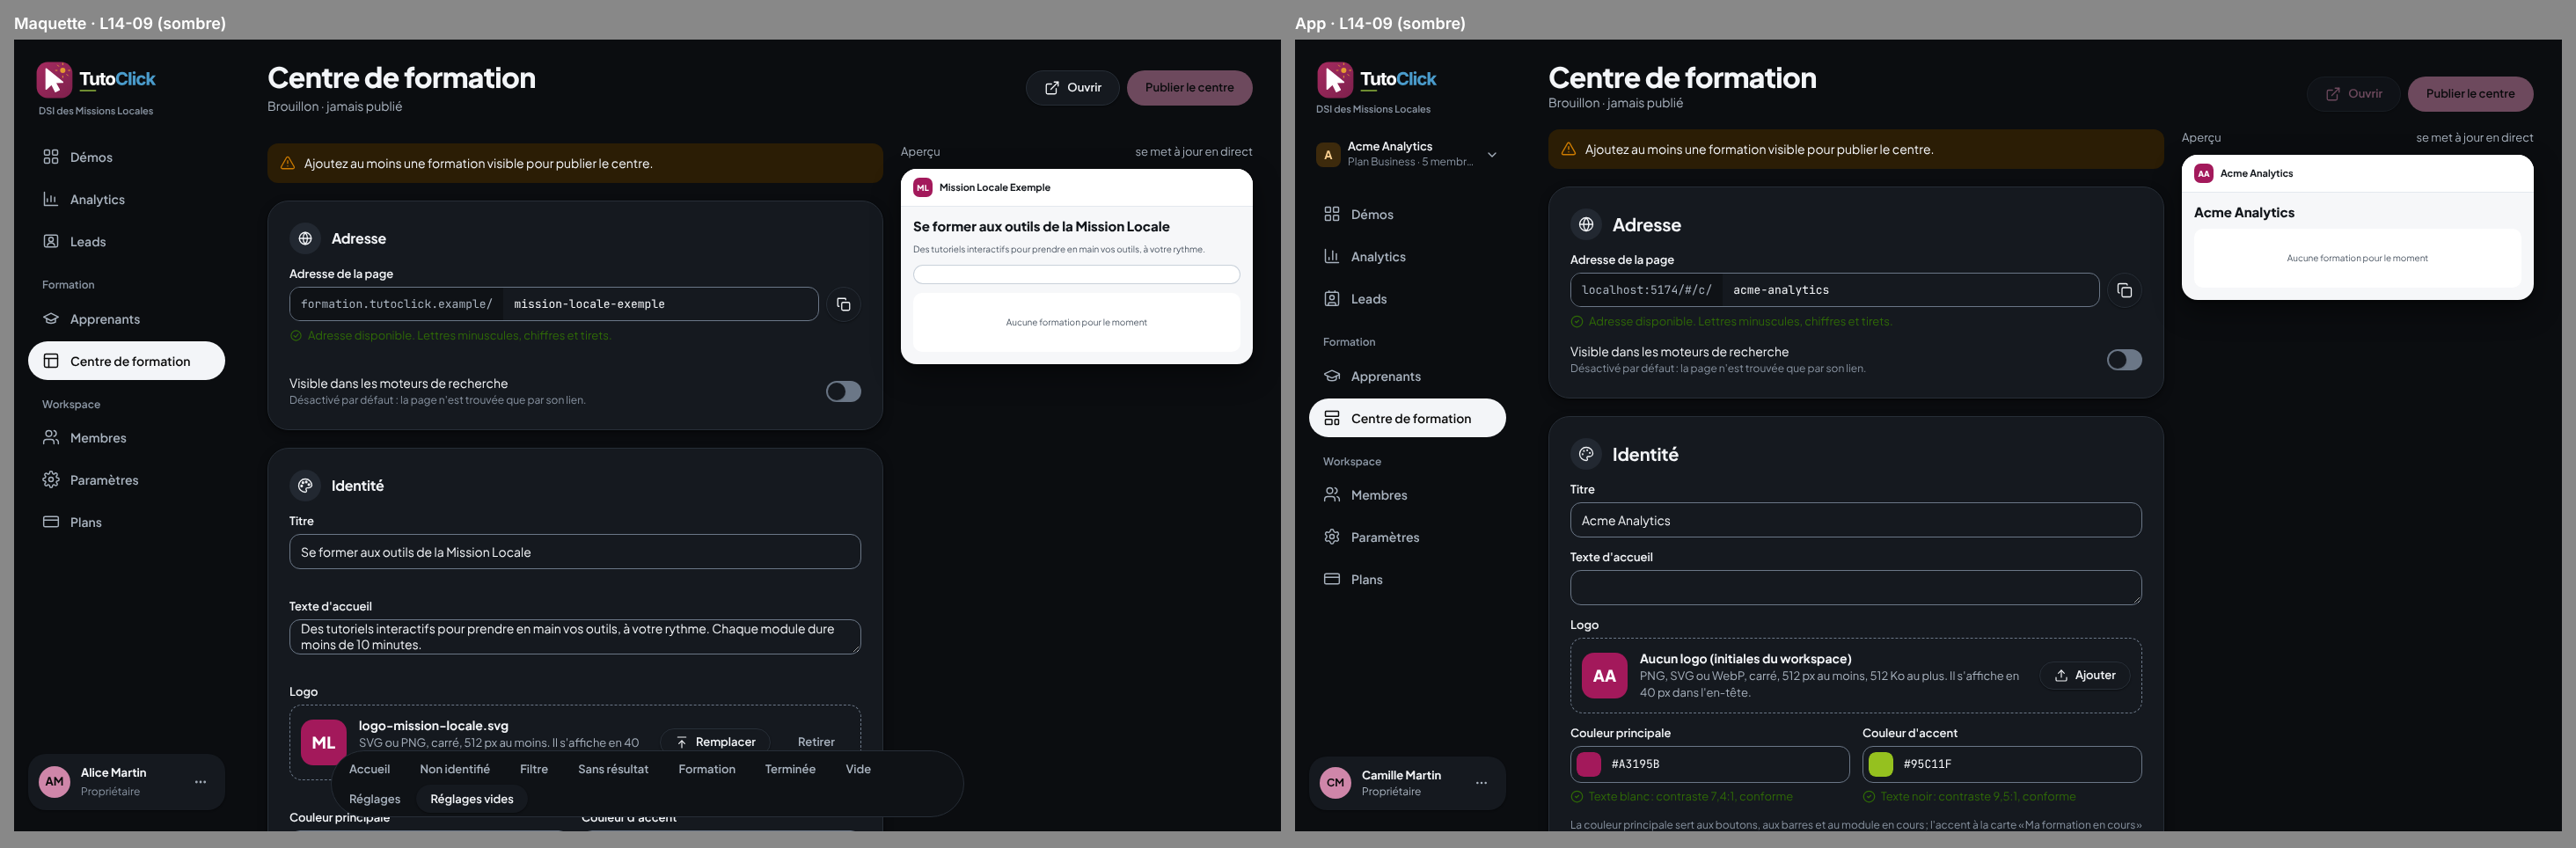 Maquette · L14-09 (sombre)
TutoClick
DSI des Missions Locales
Démos
Analytics
Leads
Formation
Apprenants
Centre de formation
Workspace
Membres
Paramètres
Plans
AM
Alice Martin
Propriétaire
Centre de formation
Brouillon · jamais publié
Ouvrir
Publier le centre
Ajoutez au moins une formation visible pour publier le centre.
Adresse
Adresse de la page
formation.tutoclick.example/ mission-locale-exemple
Adresse disponible. Lettres minuscules, chiffres et tirets.
Visible dans les moteurs de recherche
Désactivé par défaut : la page n'est trouvée que par son lien.
Identité
Titre
Se former aux outils de la Mission Locale
Texte d'accueil
Des tutoriels interactifs pour prendre en main vos outils, à votre rythme. Chaque module dure
moins de 10 minutes.
Logo
ML
logo-mission-locale.svg
SVG ou PNG, carré, 512 px au moins. Il s'affiche en 40
Remplacer
Retirer
Accueil Non identifié Filtre Sans résultat Formation Terminée Vide
Réglages Réglages vides
Couleur principale Couleur d'accent
Aperçu se met à jour en direct
ML Mission Locale Exemple
Se former aux outils de la Mission Locale
Des tutoriels interactifs pour prendre en main vos outils, à votre rythme.
Aucune formation pour le moment
App · L14-09 (sombre)
TutoClick
DSI des Missions Locales
A
Acme Analytics
Plan Business · 5 membr...
Démos
Analytics
Leads
Formation
Apprenants
Centre de formation
Workspace
Membres
Paramètres
Plans
CM
Camille Martin
Propriétaire
Centre de formation
Brouillon · jamais publié
Ouvrir
Publier le centre
Ajoutez au moins une formation visible pour publier le centre.
Adresse
Adresse de la page
localhost:5174/#/c/ acme-analytics
Adresse disponible. Lettres minuscules, chiffres et tirets.
Visible dans les moteurs de recherche
Désactivé par défaut : la page n'est trouvée que par son lien.
Identité
Titre
Acme Analytics
Texte d'accueil
Logo
AA
Aucun logo (initiales du workspace)
PNG, SVG ou WebP, carré, 512 px au moins, 512 Ko au plus. Il s'affiche en
40 px dans l'en-tête.
Ajouter
Couleur principale Couleur d'accent
#A3195B #95C11F
Texte blanc : contraste 7,4:1, conforme Texte noir : contraste 9,5:1, conforme
La couleur principale sert aux boutons, aux barres et au module en cours ; l'accent à la carte « Ma formation en cours »
Aperçu se met à jour en direct
AA Acme Analytics
Acme Analytics
Aucune formation pour le moment